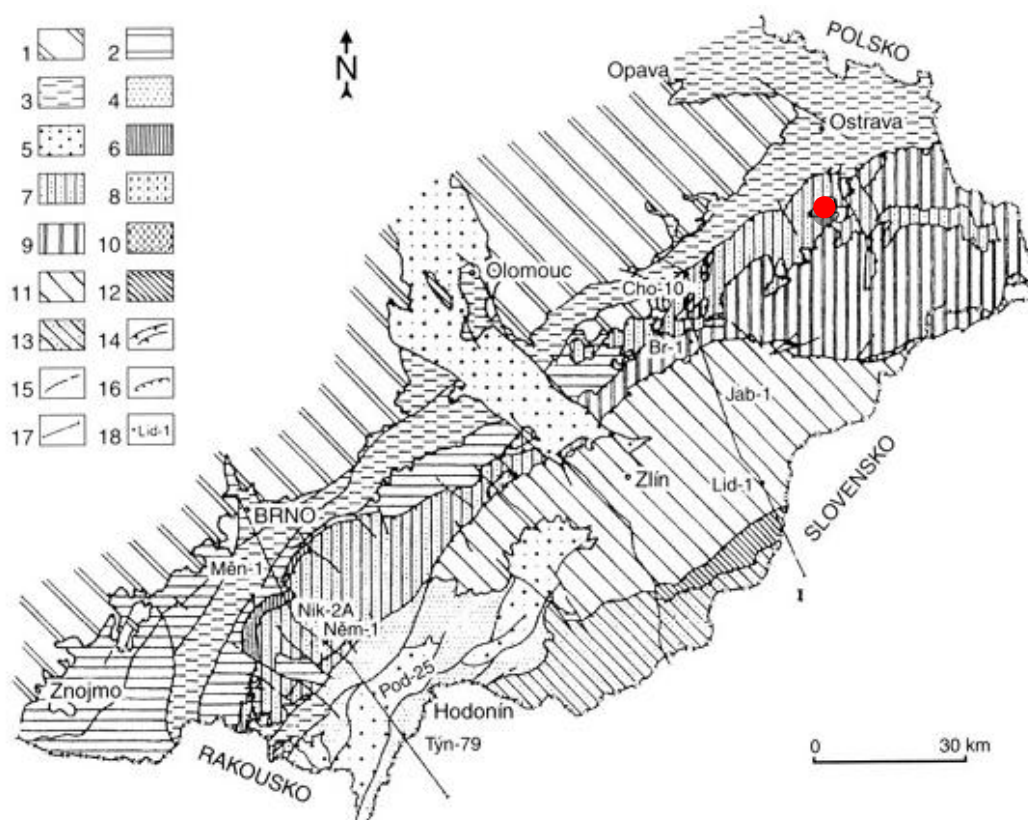 1 2
3 4
5 6
7 8
9 10
11 12
13 14
15 16
17 18 Lid-1
N
POLSKO
Opava
Ostrava
Olomouc
Cho-10
Br-1
Jab-1
Zlín
Lid-1
SLOVENSKO
BRNO
Měn-1
Nik-2A
Něm-1
Pod-25
Znojmo
Hodonín
Týn-79
RAKOUSKO
0 30 km